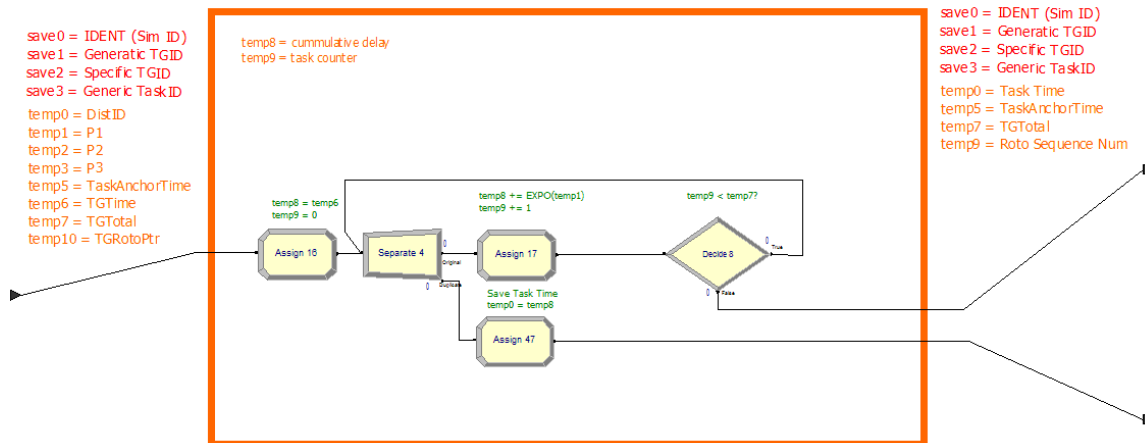 save0 = IDENT (Sim ID)
save1 = Generatic TGID
save2 = Specific TGID
save3 = Generic TaskID
temp0 = DistID
temp1 = P1
temp2 = P2
temp3 = P3
temp5 = TaskAnchorTime
temp6 = TGTime
temp7 = TGTotal
temp10 = TGRotoPtr
temp8 = cummulative delay
temp9 = task counter
temp8 = temp6
temp9 = 0
Assign 16
Separate 4
0
Original
0
Duplicate
temp8 += EXPO(temp1)
temp9 += 1
Assign 17
Save Task Time
temp0 = temp8
Assign 47
temp9 < temp7?
Decide 8
0
True
0
False
save0 = IDENT (Sim ID)
save1 = Generatic TGID
save2 = Specific TGID
save3 = Generic TaskID
temp0 = Task Time
temp5 = TaskAnchorTime
temp7 = TGTotal
temp9 = Roto Sequence Num